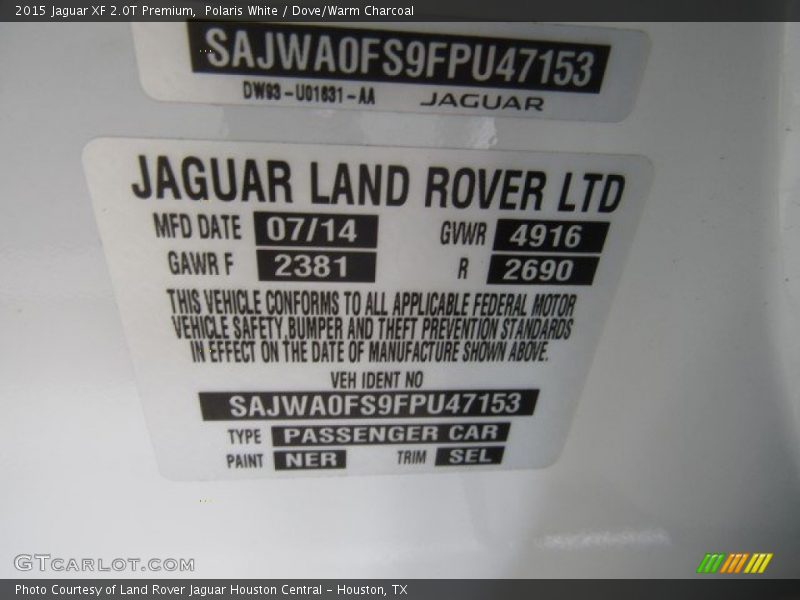 2015 Jaguar XF 2.0T Premium,  Polaris White / Dove/Warm Charcoal
SAJWA0FS9FPU47153
DW93-U01631-AA JAGUAR
JAGUAR LAND ROVER LTD
MFD DATE 07/14 GVWR 4916
GAWR F 2381 R 2690
THIS VEHICLE CONFORMS TO ALL APPLICABLE FEDERAL MOTOR
VEHICLE SAFETY,BUMPER AND THEFT PREVENTION STANDARDS
IN EFFECT ON THE DATE OF MANUFACTURE SHOWN ABOVE.
VEH IDENT NO
SAJWA0FS9FPU47153
TYPE PASSENGER CAR
PAINT NER TRIM SEL
GTCARLOT.COM
Photo Courtesy of Land Rover Jaguar Houston Central - Houston, TX